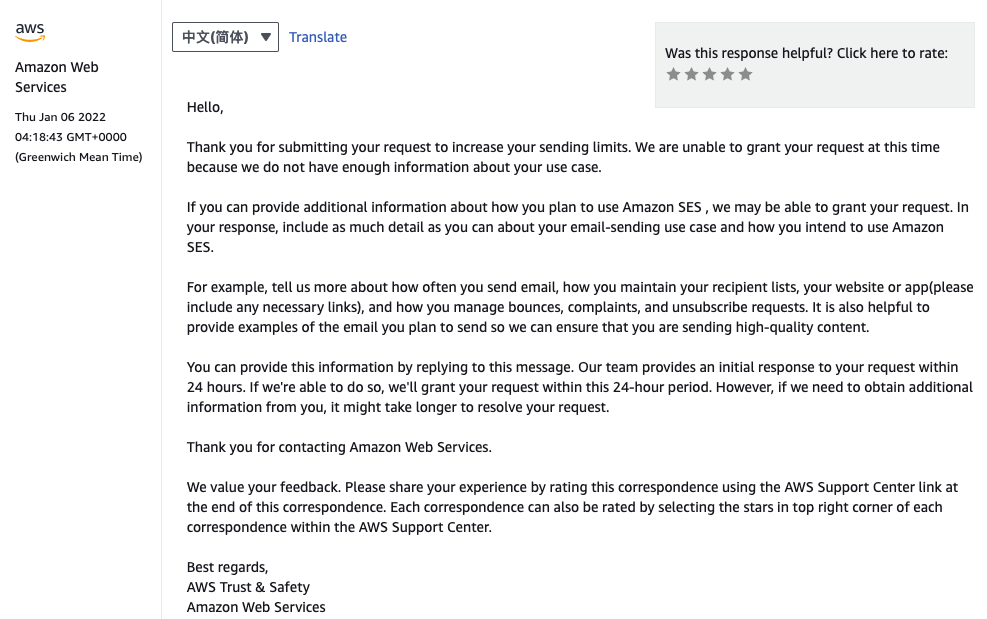 aws
Amazon Web
Services
Thu Jan 06 2022
04:18:43 GMT+0000
(Greenwich Mean Time)
中文(简体)
Translate
Was this response helpful? Click here to rate:
Hello,
Thank you for submitting your request to increase your sending limits. We are unable to grant your request at this time
because we do not have enough information about your use case.
If you can provide additional information about how you plan to use Amazon SES , we may be able to grant your request. In
your response, include as much detail as you can about your email-sending use case and how you intend to use Amazon
SES.
For example, tell us more about how often you send email, how you maintain your recipient lists, your website or app(please
include any necessary links), and how you manage bounces, complaints, and unsubscribe requests. It is also helpful to
provide examples of the email you plan to send so we can ensure that you are sending high-quality content.
You can provide this information by replying to this message. Our team provides an initial response to your request within
24 hours. If we're able to do so, we'll grant your request within this 24-hour period. However, if we need to obtain additional
information from you, it might take longer to resolve your request.
Thank you for contacting Amazon Web Services.
We value your feedback. Please share your experience by rating this correspondence using the AWS Support Center link at
the end of this correspondence. Each correspondence can also be rated by selecting the stars in top right corner of each
correspondence within the AWS Support Center.
Best regards,
AWS Trust & Safety
Amazon Web Services